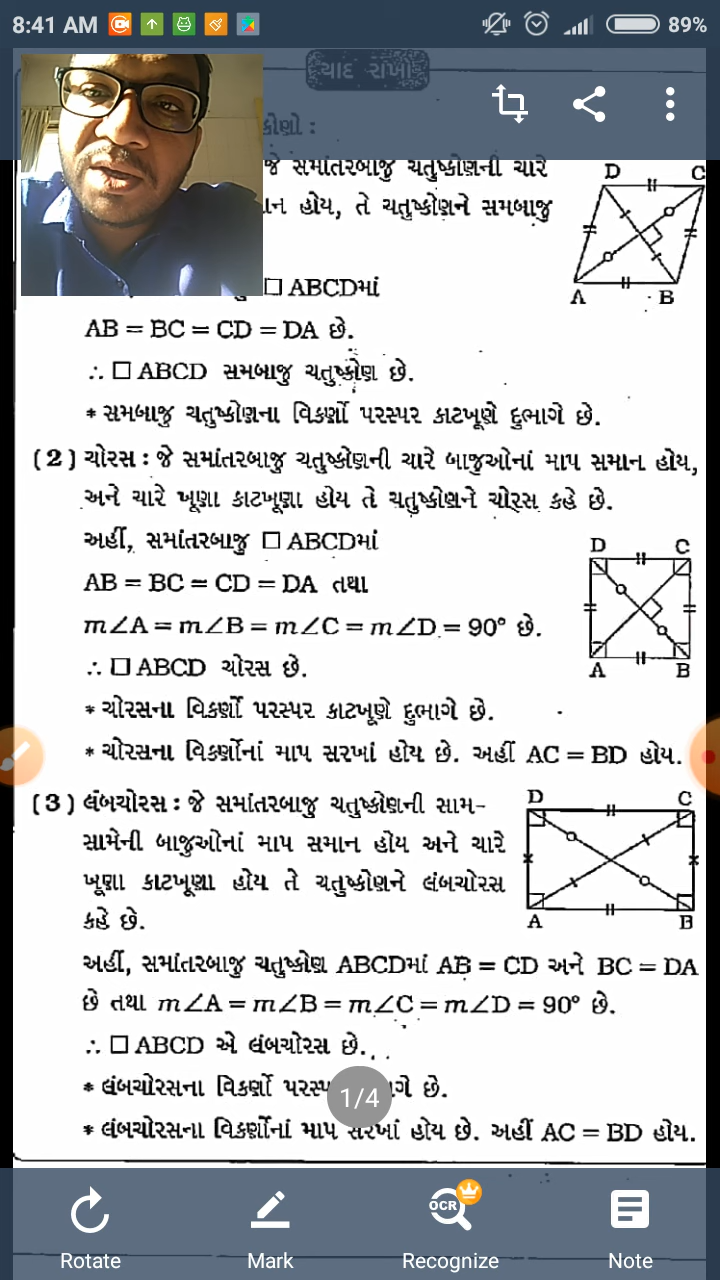 8:41 AM 89%
યાદ રાખો
કોણો :
જે સમાંતરબાજુ ચતુષ્કોણની ચારે
હોય, તે ચતુષ્કોણને સમબાજુ
□ ABCDમાં
AB = BC = CD = DA છે.
∴ □ ABCD સમબાજુ ચતુષ્કોણ છે.
* સમબાજુ ચતુષ્કોણના વિકર્ણો પરસ્પર કાટખૂણે દુભાગે છે.
D C
A B
(2) ચોરસ : જે સમાંતરબાજુ ચતુષ્કોણની ચારે બાજુઓનાં માપ સમાન હોય,
અને ચારે ખૂણા કાટખૂણા હોય તે ચતુષ્કોણને ચોરસ કહે છે.
અહીં, સમાંતરબાજુ □ ABCDમાં
AB = BC = CD = DA તથા
m∠A = m∠B = m∠C = m∠D = 90° છે.
∴ □ABCD ચોરસ છે.
D C
A B
* ચોરસના વિકર્ણો પરસ્પર કાટખૂણે દુભાગે છે.
* ચોરસના વિકર્ણોનાં માપ સરખાં હોય છે. અહીં AC = BD હોય.
(3) લંબચોરસ : જે સમાંતરબાજુ ચતુષ્કોણની સામ-
સામેની બાજુઓનાં માપ સમાન હોય અને ચારે
ખૂણા કાટખૂણા હોય તે ચતુષ્કોણને લંબચોરસ
કહે છે.
D C
A B
અહીં, સમાંતરબાજુ ચતુષ્કોણ ABCDમાં AB = CD અને BC = DA
છે તથા m∠A = m∠B = m∠C = m∠D = 90° છે.
∴ □ ABCD એ લંબચોરસ છે.
* લંબચોરસના વિકર્ણો છે.
1/4
* લંબચોરસના વિકર્ણોનાં માપ સરખાં હોય છે. અહીં AC = BD હોય.
OCR
Rotate Mark Recognize Note